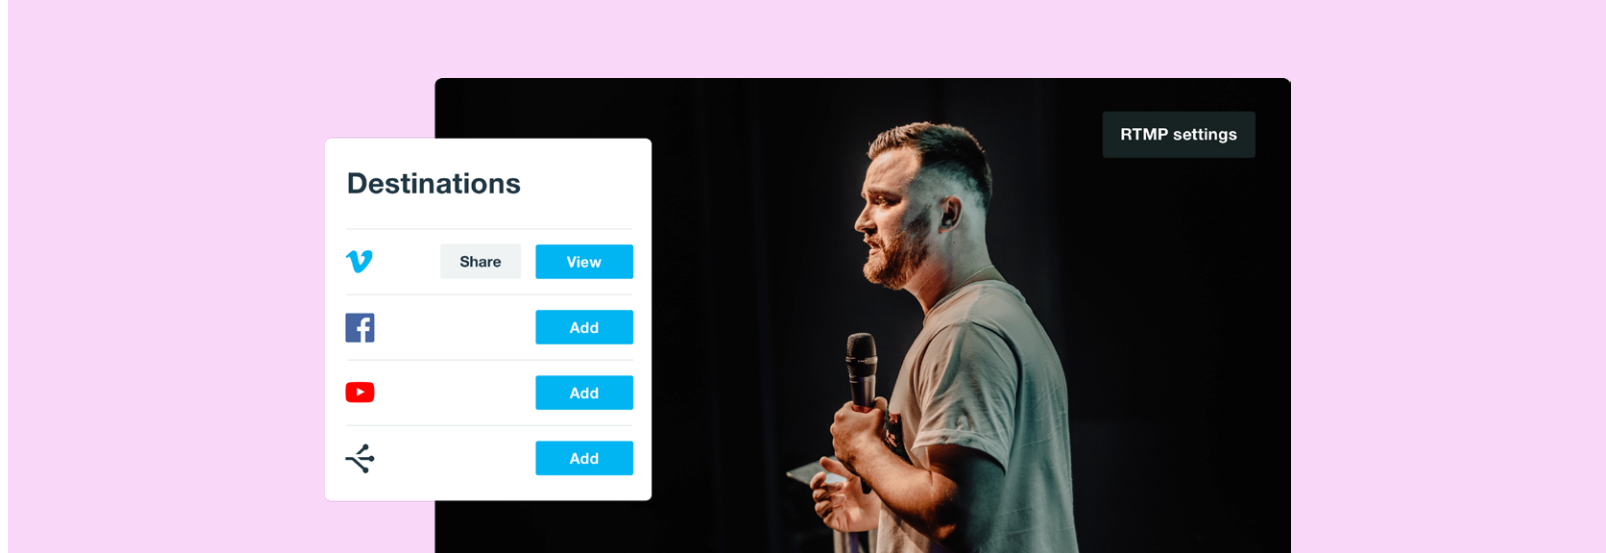 Destinations
Share
View
Add
Add
Add
RTMP settings